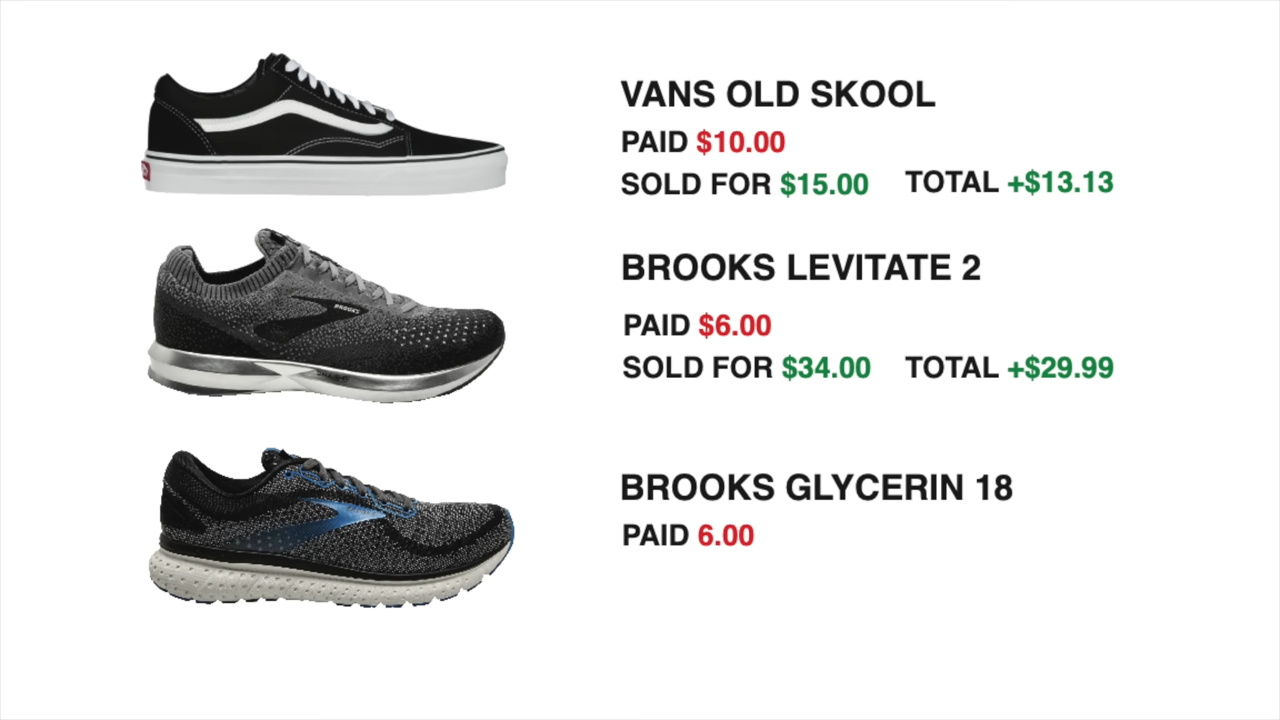 VANS OLD SKOOL
PAID $10.00
SOLD FOR $15.00 TOTAL +$13.13
BROOKS LEVITATE 2
PAID $6.00
SOLD FOR $34.00 TOTAL +$29.99
BROOKS
BROOKS GLYCERIN 18
PAID 6.00